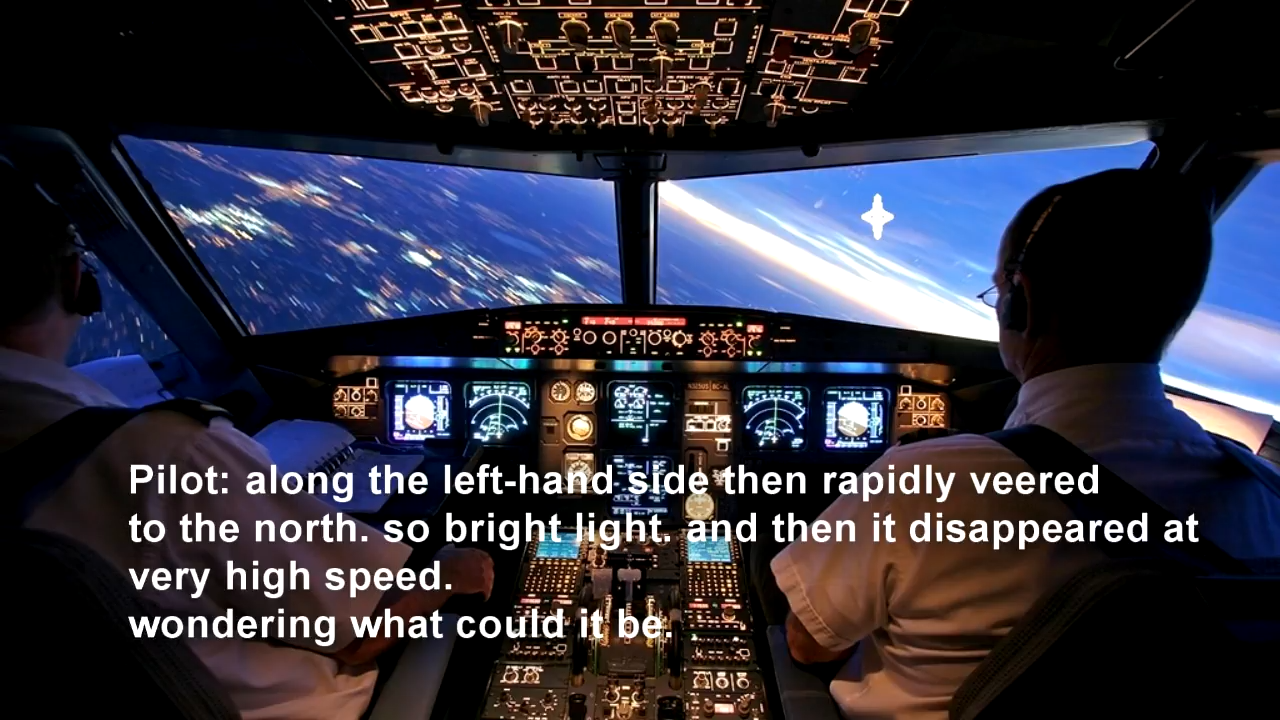 Pilot: along the left-hand side then rapidly veered
to the north. so bright light. and then it disappeared at
very high speed.
wondering what could it be.